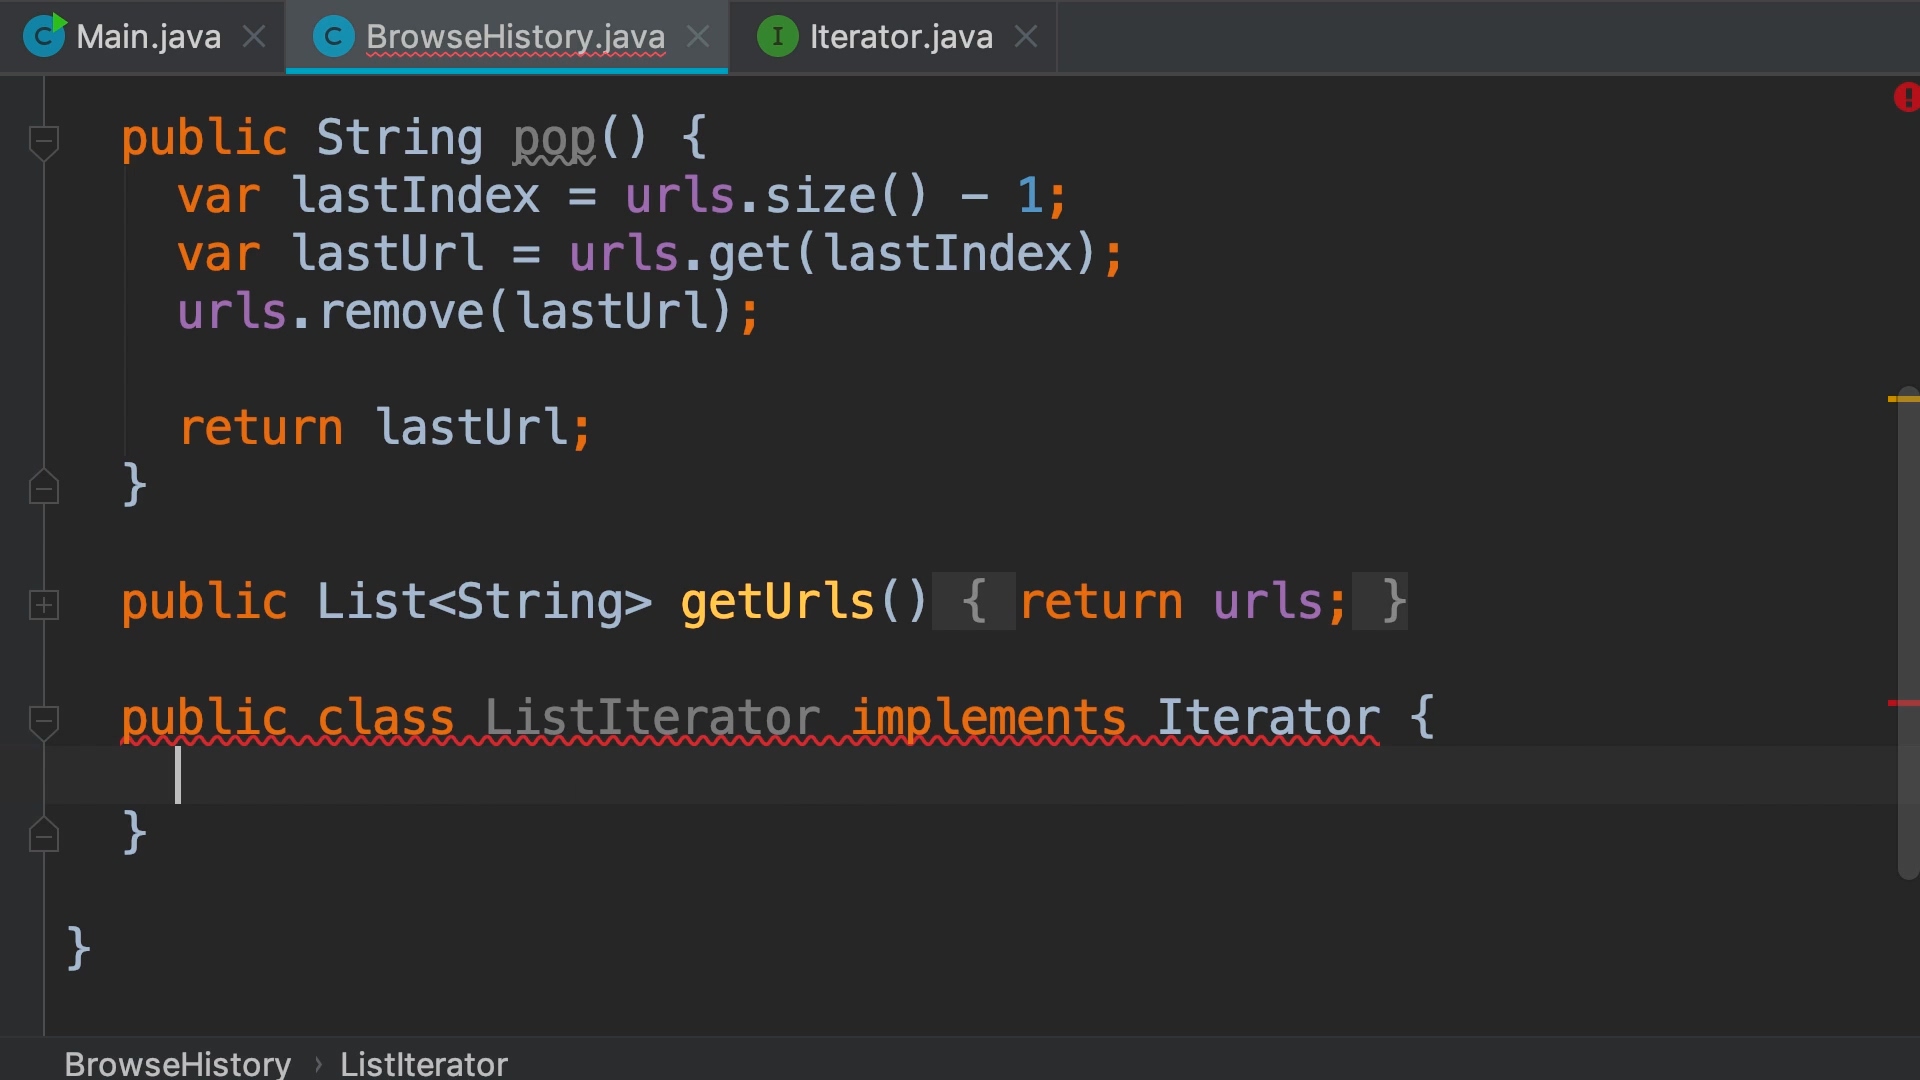 Main.java BrowseHistory.java Iterator.java
public String pop() {
var lastIndex = urls.size() - 1;
var lastUrl = urls.get(lastIndex);
urls.remove(lastUrl);
return lastUrl;
}
public List<String> getUrls() { return urls; }
public class ListIterator implements Iterator {
}
}
BrowseHistory › ListIterator